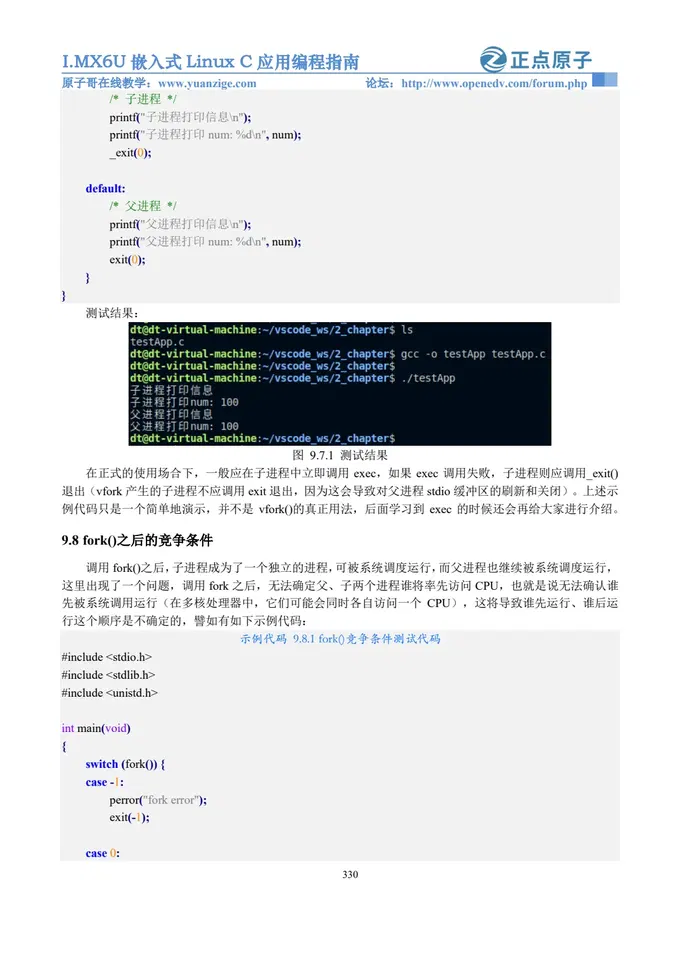 I.MX6U 嵌入式 Linux C 应用编程指南
正点原子
原子哥在线教学：www.yuanzige.com 论坛：http://www.openedv.com/forum.php
/* 子进程 */
printf("子进程打印信息\n");
printf("子进程打印 num: %d\n", num);
_exit(0);
default:
/* 父进程 */
printf("父进程打印信息\n");
printf("父进程打印 num: %d\n", num);
exit(0);
}
}
测试结果：
dt@dt-virtual-machine:~/vscode_ws/2_chapter$ ls
testApp.c
dt@dt-virtual-machine:~/vscode_ws/2_chapter$ gcc -o testApp testApp.c
dt@dt-virtual-machine:~/vscode_ws/2_chapter$
dt@dt-virtual-machine:~/vscode_ws/2_chapter$ ./testApp
子进程打印信息
子进程打印num: 100
父进程打印信息
父进程打印num: 100
dt@dt-virtual-machine:~/vscode_ws/2_chapter$
图 9.7.1 测试结果
在正式的使用场合下，一般应在子进程中立即调用 exec，如果 exec 调用失败，子进程则应调用_exit()
退出（vfork 产生的子进程不应调用 exit 退出，因为这会导致对父进程 stdio 缓冲区的刷新和关闭）。上述示
例代码只是一个简单地演示，并不是 vfork()的真正用法，后面学习到 exec 的时候还会再给大家进行介绍。
9.8 fork()之后的竞争条件
调用 fork()之后，子进程成为了一个独立的进程，可被系统调度运行，而父进程也继续被系统调度运行，
这里出现了一个问题，调用 fork 之后，无法确定父、子两个进程谁将率先访问 CPU，也就是说无法确认谁
先被系统调用运行（在多核处理器中，它们可能会同时各自访问一个 CPU），这将导致谁先运行、谁后运
行这个顺序是不确定的，譬如有如下示例代码：
示例代码 9.8.1 fork()竞争条件测试代码
#include <stdio.h>
#include <stdlib.h>
#include <unistd.h>
int main(void)
{
switch (fork()) {
case -1:
perror("fork error");
exit(-1);
case 0:
330